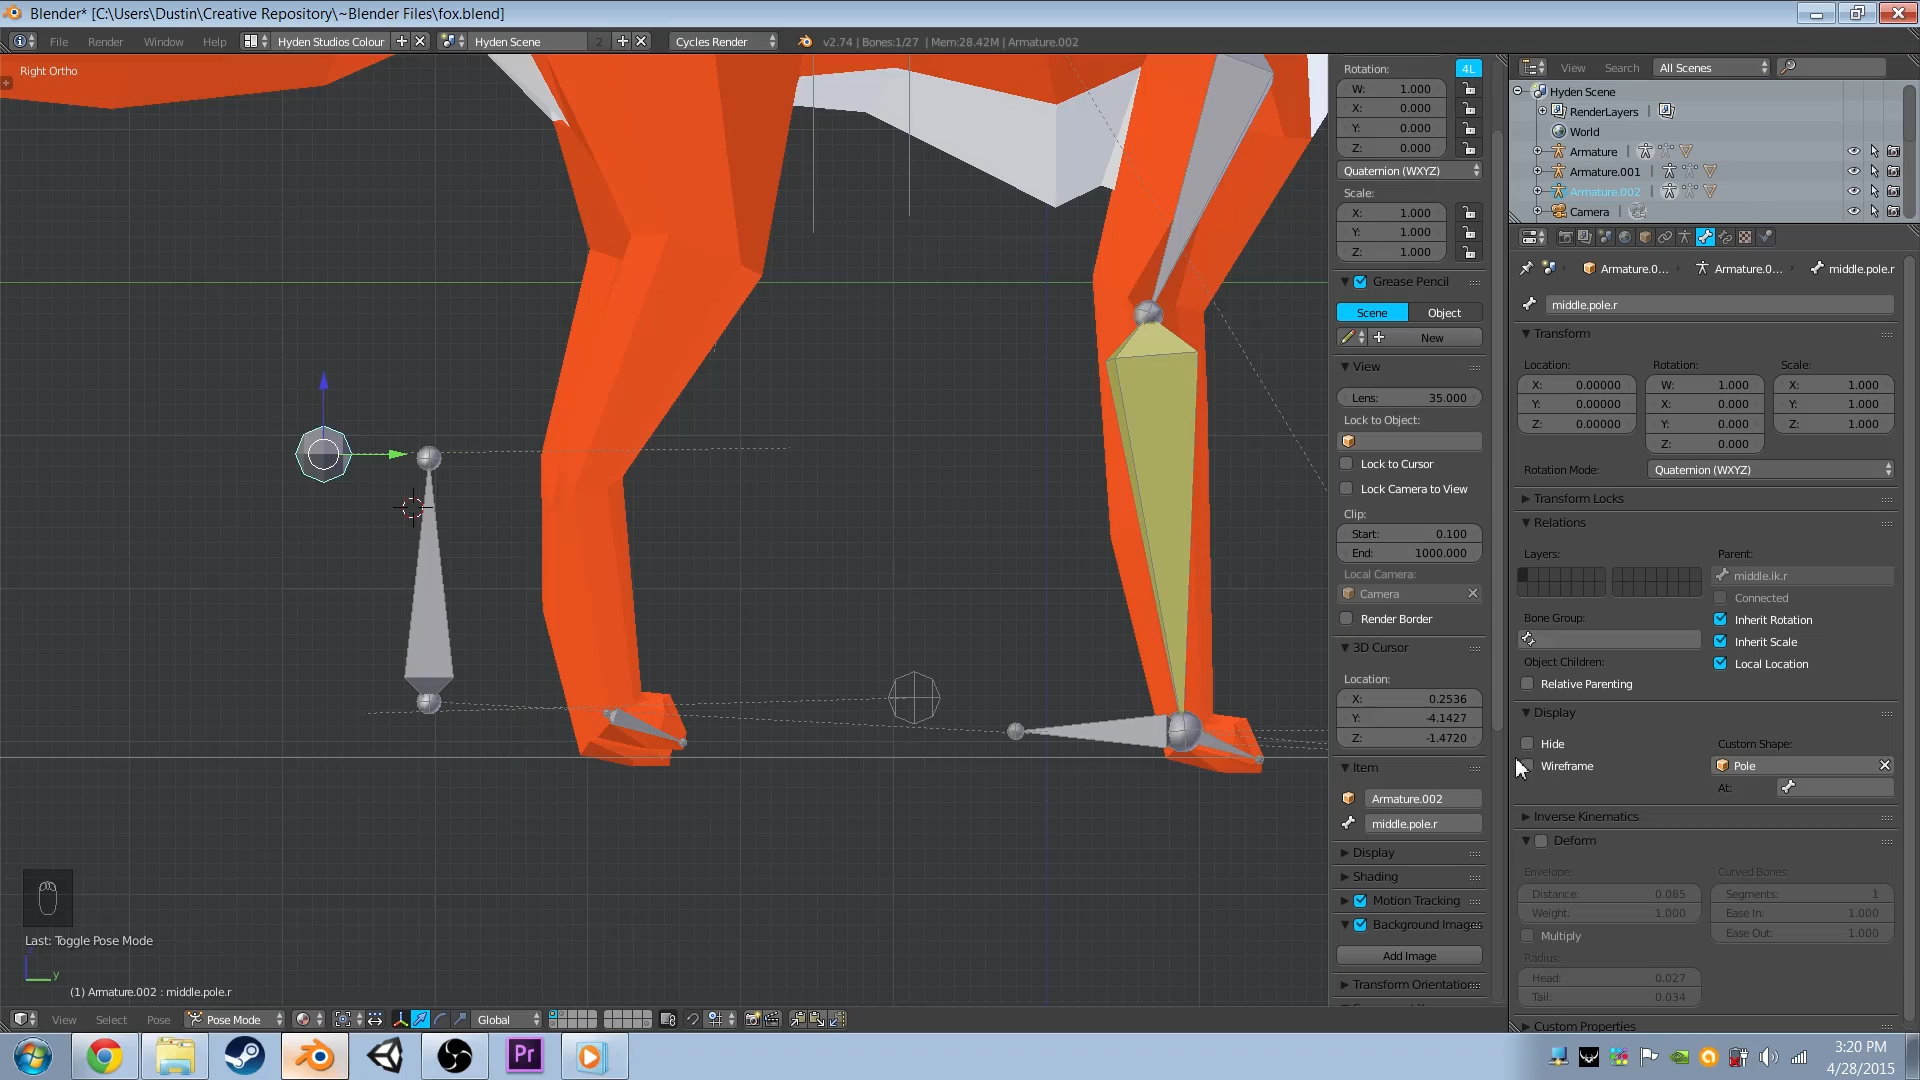 Blender* [C:\Users\Dustin\Creative Repository\~Blender Files\fox.blend]
File Render Window Help Hyden Studios Colour Hyden Scene 2 Cycles Render v2.74 | Bones:1/27 | Mem:28.42M | Armature.002
Right Ortho
Rotation: 4L
W: 1.000
X: 0.000
Y: 0.000
Z: 0.000
Quaternion (WXYZ)
Scale:
X: 1.000
Y: 1.000
Z: 1.000
Grease Pencil
Scene Object
New
View
Lens: 35.000
Lock to Object:
Lock to Cursor
Lock Camera to View
Clip:
Start: 0.100
End: 1000.000
Local Camera:
Camera
Render Border
3D Cursor
Location:
X: 0.2536
Y: -4.1427
Z: -1.4720
Item
Armature.002
middle.pole.r
Display
Shading
Motion Tracking
Background Images
Add Image
Transform Orientations
View Search All Scenes
Hyden Scene
RenderLayers |
World
Armature |
Armature.001 |
Armature.002 |
Camera |
Armature.0... Armature.0... middle.pole.r
middle.pole.r
Transform
Location: Rotation: Scale:
X: 0.00000 W: 1.000 X: 1.000
Y: 0.00000 X: 0.000 Y: 1.000
Z: 0.00000 Y: 0.000 Z: 1.000
Z: 0.000
Rotation Mode: Quaternion (WXYZ)
Transform Locks
Relations
Layers: Parent:
middle.ik.r
Connected
Bone Group: Inherit Rotation
Inherit Scale
Object Children: Local Location
Relative Parenting
Display
Hide Custom Shape:
Wireframe Pole
At:
Inverse Kinematics
Deform
Envelope: Curved Bones:
Distance: 0.085 Segments: 1
Weight: 1.000 Ease In: 1.000
Multiply Ease Out: 1.000
Radius:
Head: 0.027
Tail: 0.034
Custom Properties
Last: Toggle Pose Mode
y
(1) Armature.002 : middle.pole.r
View Select Pose Pose Mode Global
Pr
3:20 PM
4/28/2015